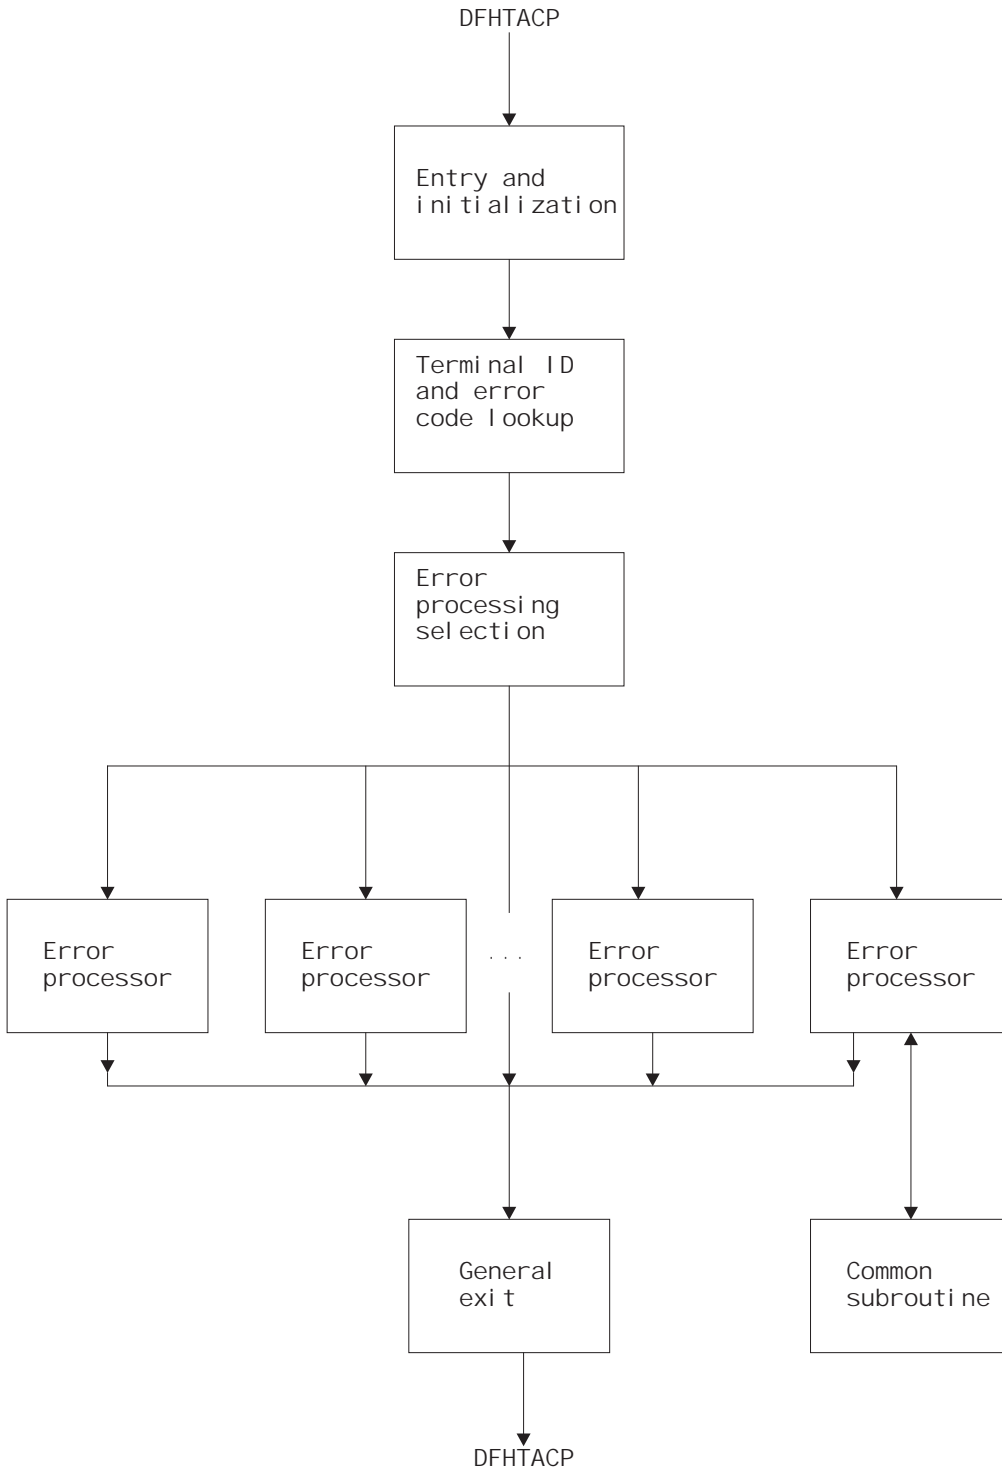 DFHTACP
Entry and
initialization
Terminal ID
and error
code lookup
Error
processing
selection
Error
processor
Error
processor
...
Error
processor
Error
processor
General
exit
Common
subroutine
DFHTACP